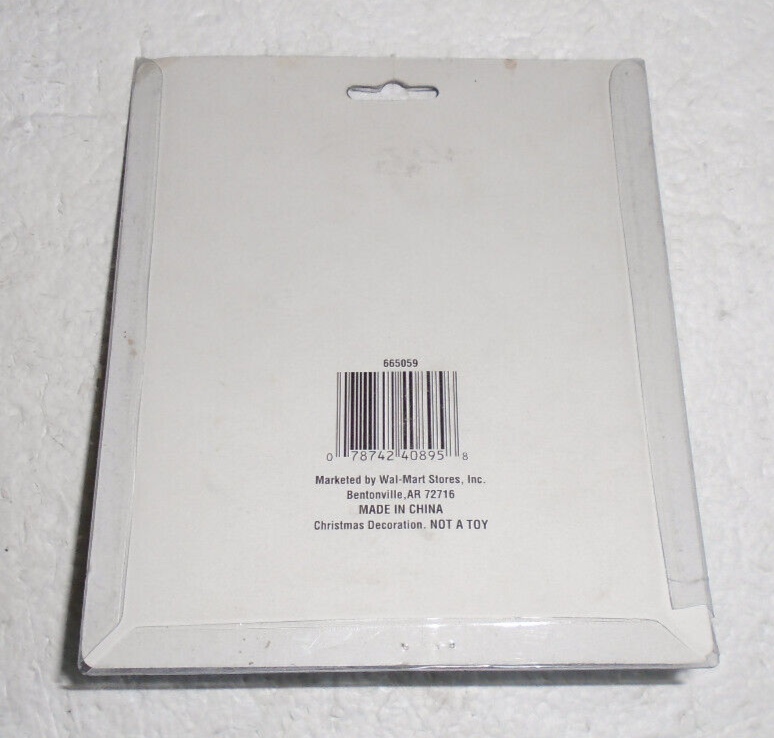 665059
0 78742 40895 8
Marketed by Wal-Mart Stores, Inc.
Bentonville,AR 72716
MADE IN CHINA
Christmas Decoration. NOT A TOY